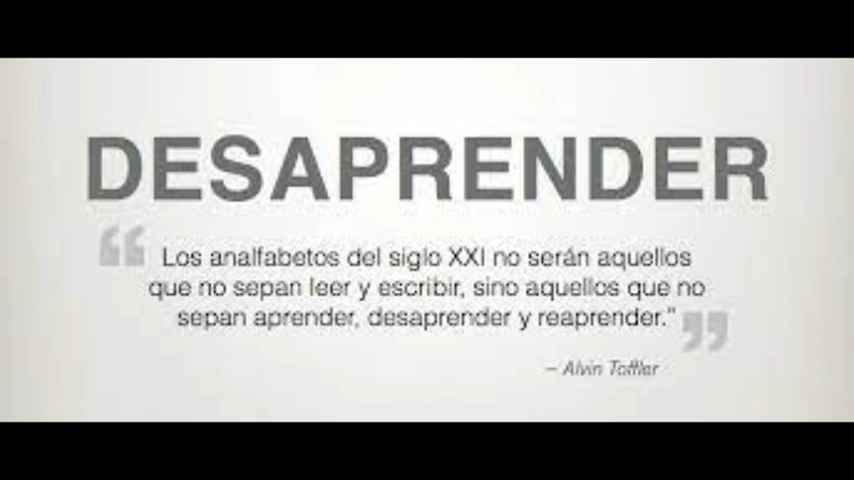 DESAPRENDER
“ Los analfabetos del siglo XXI no serán aquellos
que no sepan leer y escribir, sino aquellos que no
sepan aprender, desaprender y reaprender.” ”
– Alvin Toffler